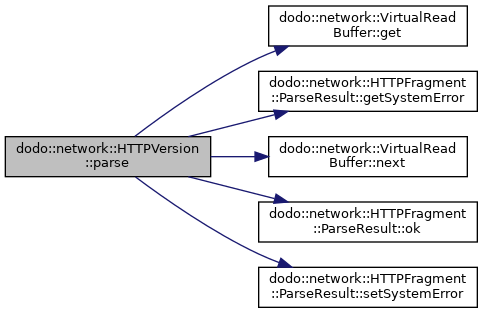 dodo::network::VirtualRead
Buffer::get
dodo::network::HTTPFragment
::ParseResult::getSystemError
dodo::network::HTTPVersion
::parse
dodo::network::VirtualRead
Buffer::next
dodo::network::HTTPFragment
::ParseResult::ok
dodo::network::HTTPFragment
::ParseResult::setSystemError